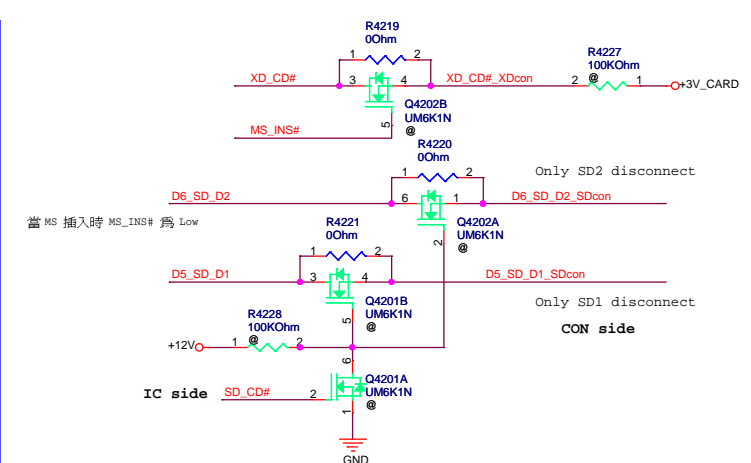 R4219
0Ohm
1 2
R4227
100KOhm
@
XD_CD# 3 4 XD_CD#_XDcon 2 1 +3V_CARD
Q4202B
UM6K1N
@
5
MS_INS#
R4220
0Ohm
1 2
Only SD2 disconnect
D6_SD_D2 6 1 D6_SD_D2_SDcon
當 MS 插入時 MS_INS# 為 Low
Q4202A
UM6K1N
@
2
R4221
0Ohm
1 2
D5_SD_D1 3 4 D5_SD_D1_SDcon
Only SD1 disconnect
Q4201B
UM6K1N
@
5
CON side
R4228
100KOhm
@
+12V 1 2
6
Q4201A
UM6K1N
@
IC side SD_CD# 2
1
GND